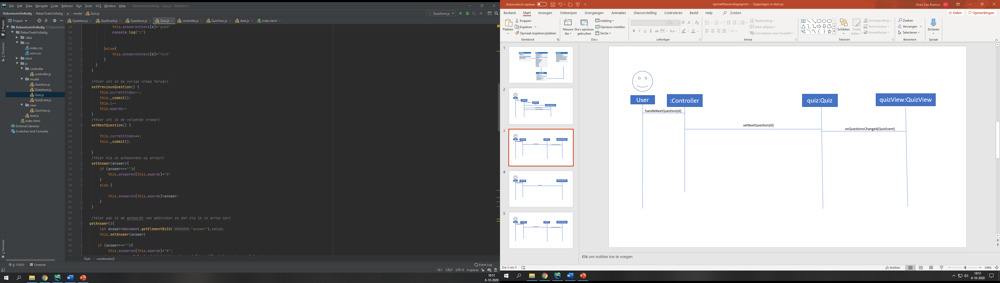 File Edit View Navigate Code Refactor Run Tools VCS Window Help RekentoetsVolledig - Quiz.js - WebStorm
RekentoetsVolledig RekenToetsVolledig js model Quiz.js
Questions.js
Project
Question.js QuizEvent.js Questions.js Quiz.js controller.js QuizView.js start.js index.html
1: Project
Z: Structure
2: Favorites
RekentoetsVolledig E:\Rekentoets
RekenToetsVolledig
.idea
css
index.css
som.css
html
js
controller
controller.js
model
Question.js
Questions.js
Quiz.js
QuizEvent.js
view
QuizView.js
start.js
index.html
External Libraries
Scratches and Consoles
49 this.answerenCheck[b]="goed"
50 console.log("1")
51
52
53 }else{
54 this.answerenCheck[b]="fout"
55 }
56 }
57 }
58
59 /*Hier zet ik de vorige vraag terug*/
60 setPreviousQuestion() {
61 this.currentIndex--;
62 this._commit();
63 this.l--
64 this.waarde--
65 }
66 /*Hier zet ik de volgende vraag*/
67 setNextQuestion() {
68
69 this.currentIndex++;
70 this._commit();
71
72 }
73 /*Hier sla ik antwoorden op array*/
74 setAnswer(answer){
75 if (answer===""){
76 this.answeren[this.waarde]="0"
77 }
78 else {
79
80 this.answeren[this.waarde]=answer;
81 }
82 }
83
84 /*Hier pak ik de antwordt van gebruiker en dat sla ik in array op*/
85 getAnswer(){
86 let answer=document.getElementById( elementId: "answer").value;
87 this.setAnswer(answer)
88
89 if (answer===""){
90 this.answeren[this.waarde]="0";
Quiz constructor()
6: TODO Terminal Event Log
16:1 CRLF UTF-8 4 spaces
18:51
6-10-2020
Automatisch opslaan opmakKlassendiagrqamm - Opgeslagen in deze pc Ozan Can Kumcu OC
Bestand Start Invoegen Ontwerpen Overgangen Animaties Diavoorstelling Controleren Beeld Help Zoeken Delen Opmerkingen
Plakken
Knippen
Kopiëren
Opmaak kopiëren/plakken
Klembord
Nieuwe dia
Dia's opnieuw gebruiken
Indeling
Opnieuw instellen
Sectie
Dia's
10
Lettertype
Tekstrichting
Tekst uitlijnen
Converteren naar SmartArt
Alinea
Schikken
Snelle stijlen
Vormopvulling
Vormcontour
Vormeffecten
Tekenen
Zoeken
Vervangen
Selecteren
Bewerken
Dicteren
Spraak
1
2
3
4
5
User
:Controller
quiz:Quiz
quizView:QuizView
handleNextQuestion(id)
setNextQuestion(id)
onQuestionsChanged(QuizEvent)
Klik om notities toe te voegen
Dia 3 van 5 Notities 108%
18:51
6-10-2020